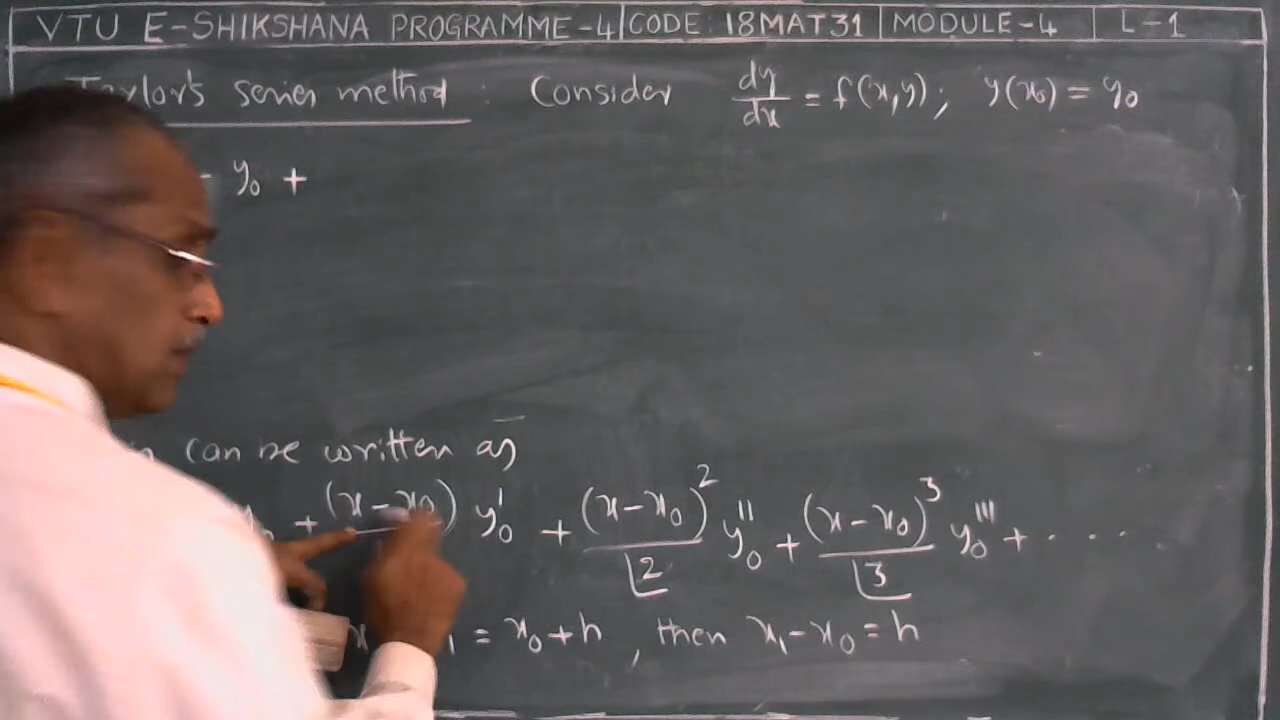 VTU E-SHIKSHANA PROGRAMME-4 | CODE: 18MAT31 | MODULE-4 | L-1
Taylor's series method : Consider dy/dx = f(x,y); y(x₀) = y₀
y₀ +
can be written as
+ (x-x₀) y₀' + (x-x₀)²/⌊2 y₀'' + (x-x₀)³/⌊3 y₀''' + ....
x₁ = x₀+h, then x₁-x₀ = h